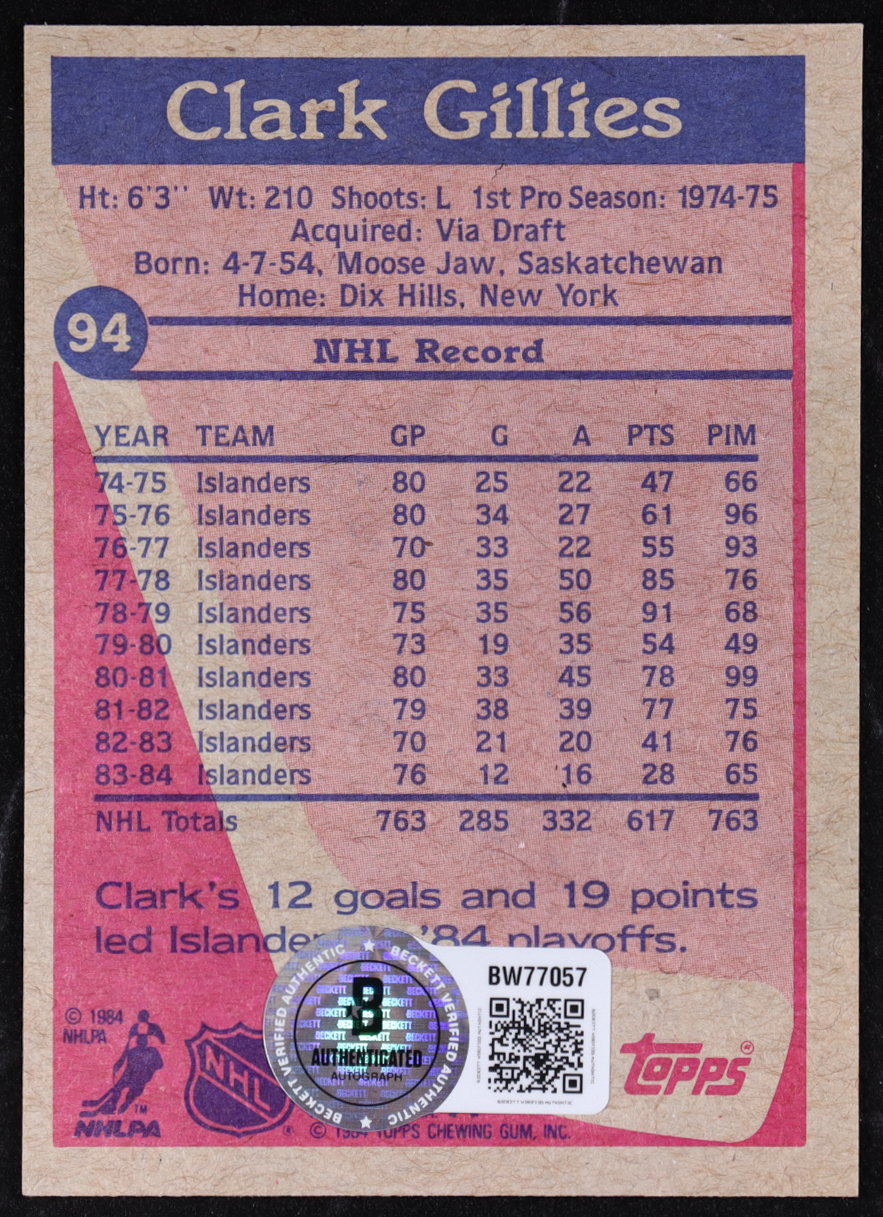 Clark Gillies
Ht: 6'3'' Wt: 210 Shoots: L 1st Pro Season: 1974-75
Acquired: Via Draft
Born: 4-7-54, Moose Jaw, Saskatchewan
Home: Dix Hills, New York
94
NHL Record
YEAR TEAM GP G A PTS PIM
74-75 Islanders 80 25 22 47 66
75-76 Islanders 80 34 27 61 96
76-77 Islanders 70 33 22 55 93
77-78 Islanders 80 35 50 85 76
78-79 Islanders 75 35 56 91 68
79-80 Islanders 73 19 35 54 49
80-81 Islanders 80 33 45 78 99
81-82 Islanders 79 38 39 77 75
82-83 Islanders 70 21 20 41 76
83-84 Islanders 76 12 16 28 65
NHL Totals 763 285 332 617 763
Clark's 12 goals and 19 points
led Islande '84 playoffs.
BECKETT VERIFIED AUTHENTIC ★ BECKETT VERIFIED AUTHENTIC ★
BECKETT
B
AUTHENTICATED
AUTOGRAPH
BW77057
© 1984
NHLPA
TM
NHLPA
NHL
TOPPS®
© 1984 TOPPS CHEWING GUM, INC.